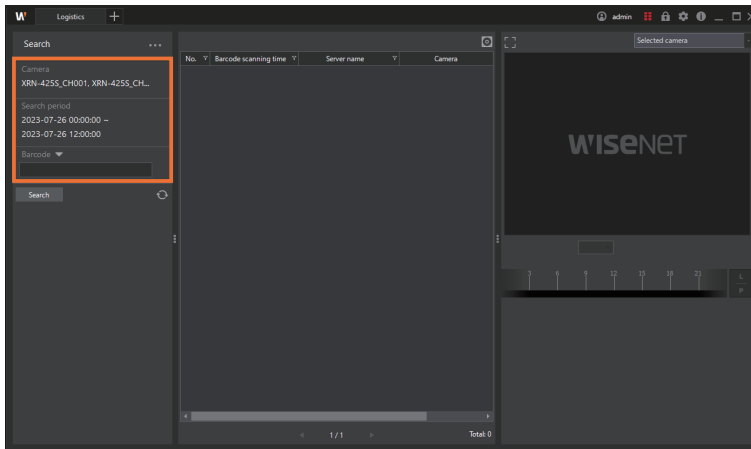 W Logistics +
admin
Search ...
Selected camera
No. Barcode scanning time Server name Camera
Camera
XRN-425S_CH001, XRN-425S_CH...
Search period
2023-07-26 00:00:00 ~
2023-07-26 12:00:00
Barcode
Search
WISENET
3 6 9 12 15 18 21
L
P
1 / 1
Total: 0